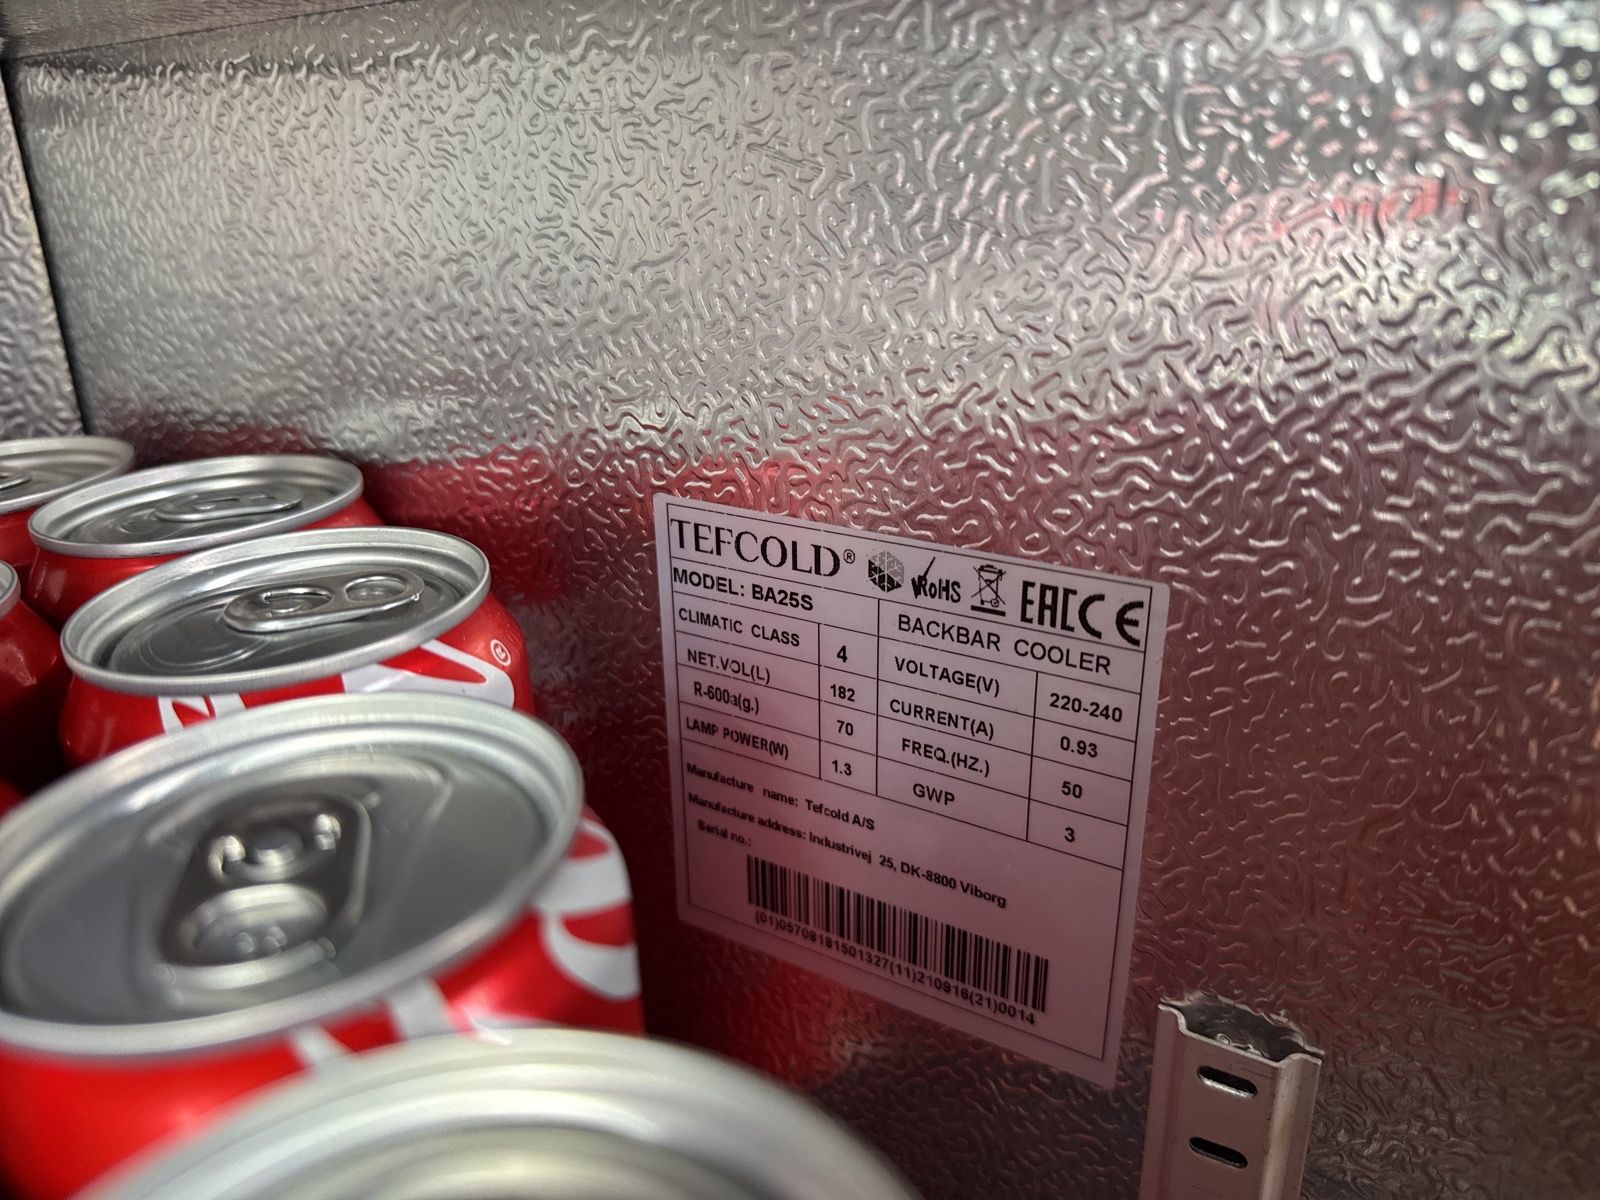 TEFCOLD® RoHS EAC CE
MODEL: BA25S
BACKBAR COOLER
CLIMATIC CLASS 4
VOLTAGE(V) 220-240
NET.VOL(L) 182
CURRENT(A) 0.93
R-600a(g.) 70
FREQ.(HZ.) 50
LAMP POWER(W) 1.3
GWP 3
Manufacture name: Tefcold A/S
Manufacture address: Industrivej 25, DK-8800 Viborg
Serial no.:
(01)05708181501327(11)210916(21)0014
®